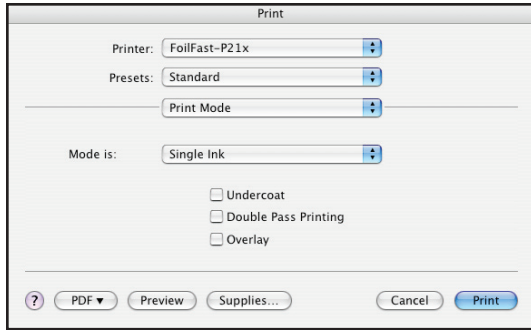 Print
Printer: FoilFast-P21x
Presets: Standard
Print Mode
Mode is: Single Ink
Undercoat
Double Pass Printing
Overlay
? PDF ▼ Preview Supplies... Cancel Print